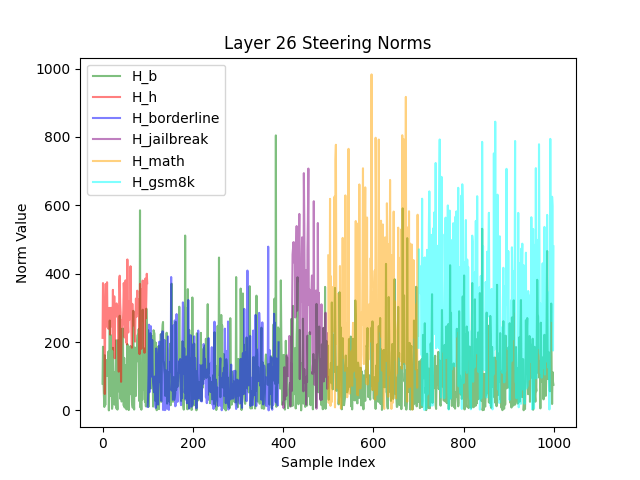 Layer 26 Steering Norms
1000
800
600
400
200
0
Norm Value
H_b
H_h
H_borderline
H_jailbreak
H_math
H_gsm8k
0 200 400 600 800 1000
Sample Index